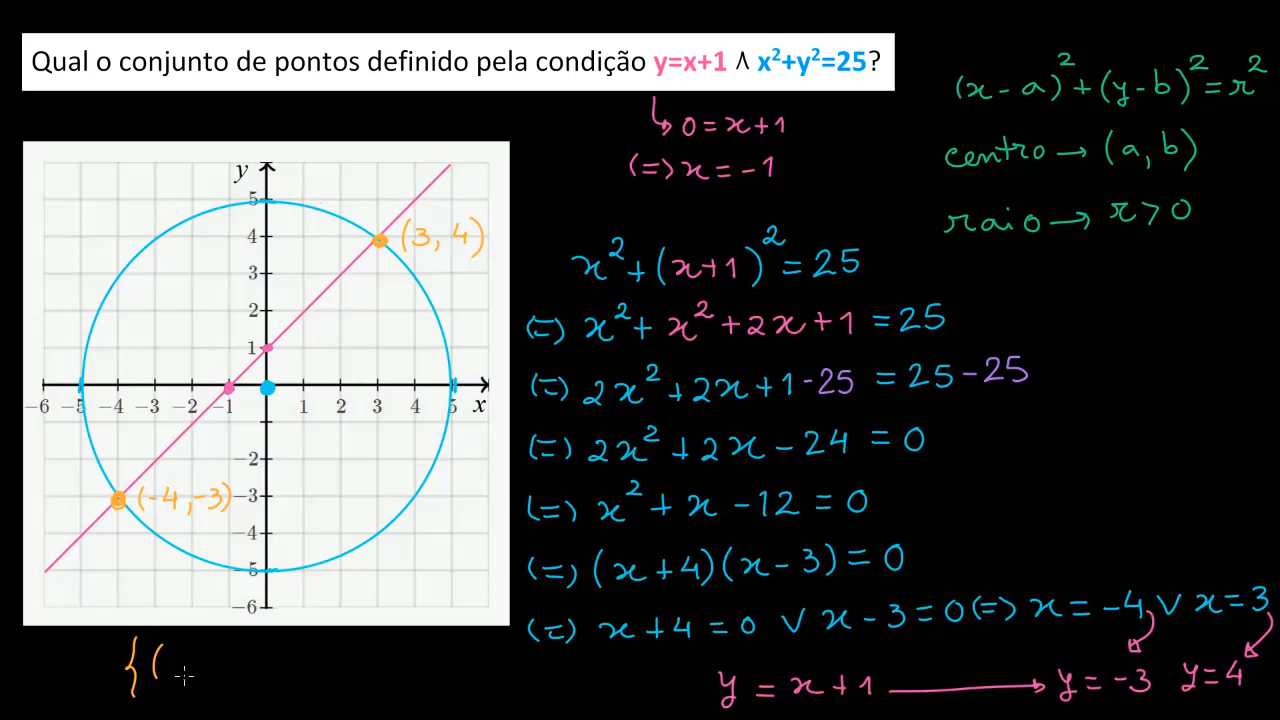 Qual o conjunto de pontos definido pela condição y=x+1 ∧ x²+y²=25?
0=x+1
(=) x = -1
(x-a)²+(y-b)²=r²
centro → (a, b)
raio → r > 0
y
5
4
3
2
1
-6 -5 -4 -3 -2 -1 1 2 3 4 5 x
-2
-3
-4
-5
-6
(3, 4)
(-4, -3)
x²+(x+1)²=25
(=) x²+x²+2x+1=25
(=) 2x²+2x+1-25=25-25
(=) 2x²+2x-24=0
(=) x²+x-12=0
(=) (x+4)(x-3)=0
(=) x+4=0 ∨ x-3=0 (=) x=-4 ∨ x=3
y=x+1 → y=-3 y=4
{(